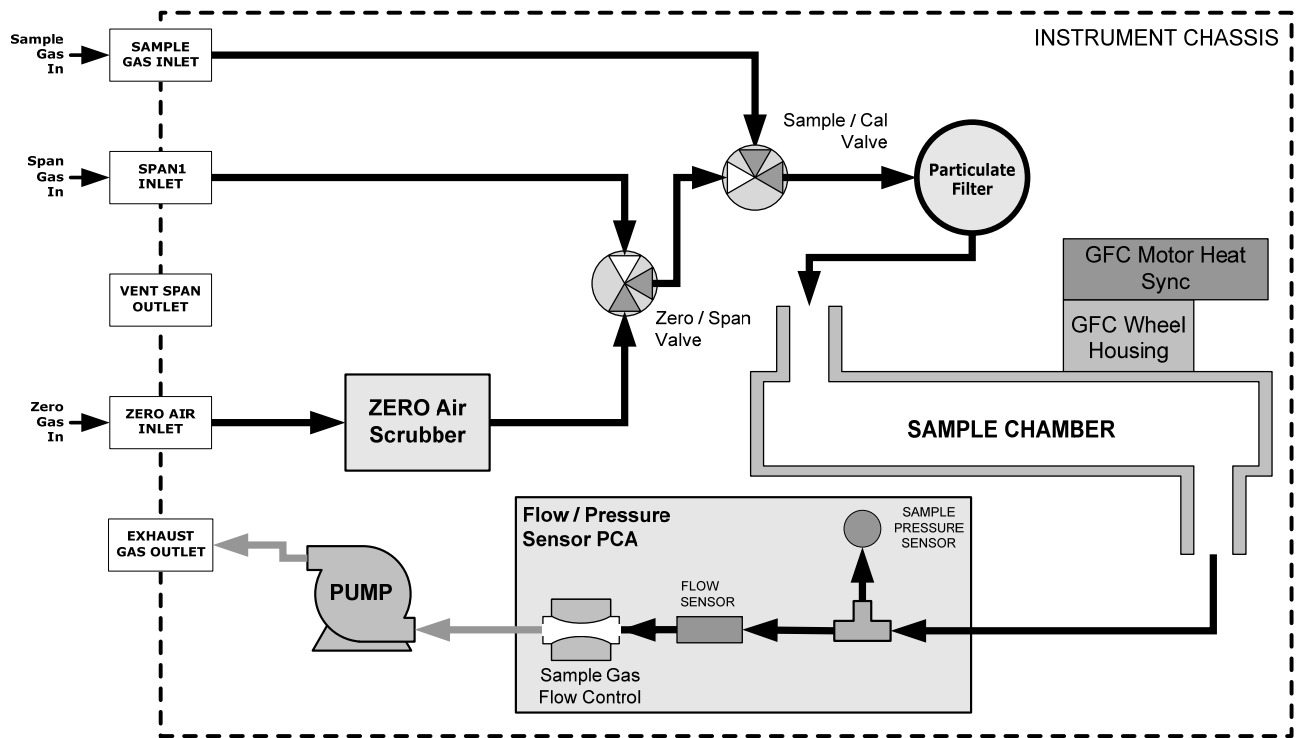 INSTRUMENT CHASSIS
Sample
Gas
In
SAMPLE
GAS INLET
Sample / Cal
Valve
Span
Gas
In
SPAN1
INLET
Particulate
Filter
VENT SPAN
OUTLET
Zero / Span
Valve
GFC Motor Heat
Sync
GFC Wheel
Housing
Zero
Gas
In
ZERO AIR
INLET
ZERO Air
Scrubber
SAMPLE CHAMBER
EXHAUST
GAS OUTLET
PUMP
Flow / Pressure
Sensor PCA
SAMPLE
PRESSURE
SENSOR
FLOW
SENSOR
Sample Gas
Flow Control